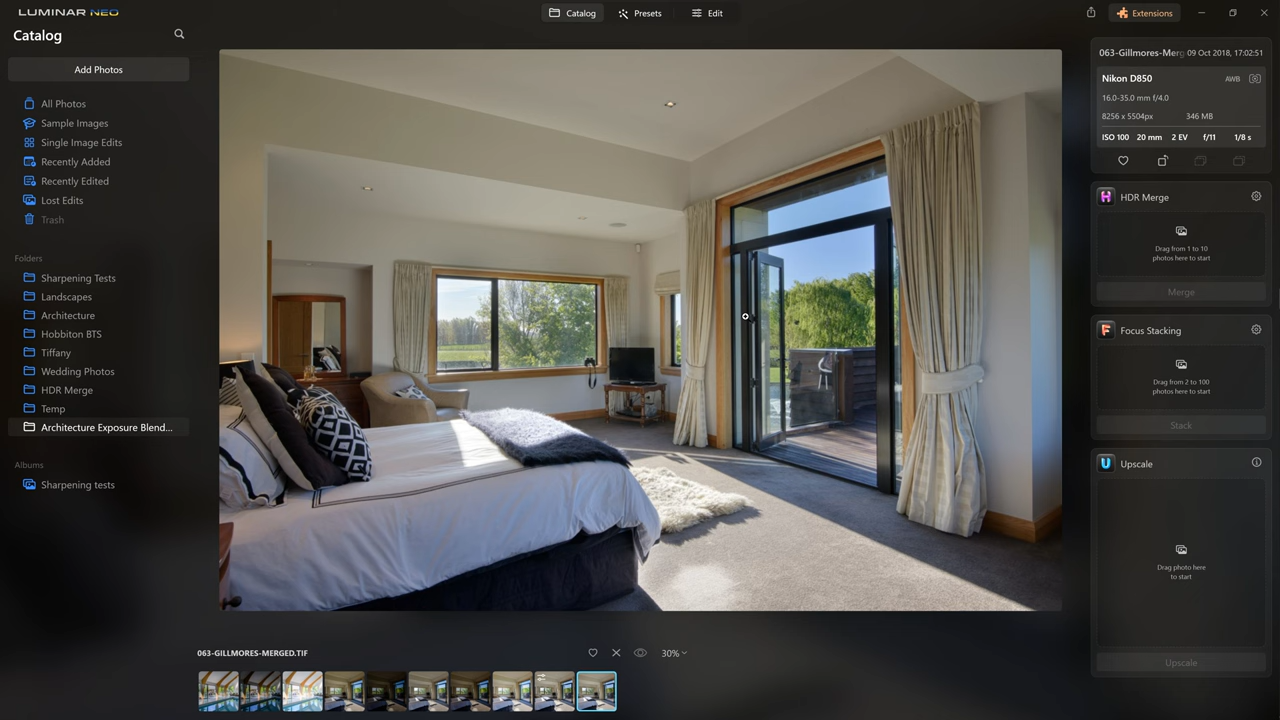 LUMINAR NEO
Catalog
Presets
Edit
Extensions
Catalog
Add Photos
All Photos
Sample Images
Single Image Edits
Recently Added
Recently Edited
Lost Edits
Trash
Folders
Sharpening Tests
Landscapes
Architecture
Hobbiton BTS
Tiffany
Wedding Photos
HDR Merge
Temp
Architecture Exposure Blend...
Albums
Sharpening tests
063-GILLMORES-MERGED.TIF
30%
063-Gillmores-Merg 09 Oct 2018, 17:02:51
Nikon D850 AWB
16.0-35.0 mm f/4.0
8256 x 5504px 346 MB
ISO 100 20 mm 2 EV f/11 1/8 s
HDR Merge
Drag from 1 to 10
photos here to start
Merge
Focus Stacking
Drag from 2 to 100
photos here to start
Stack
Upscale
Drag photo here
to start
Upscale